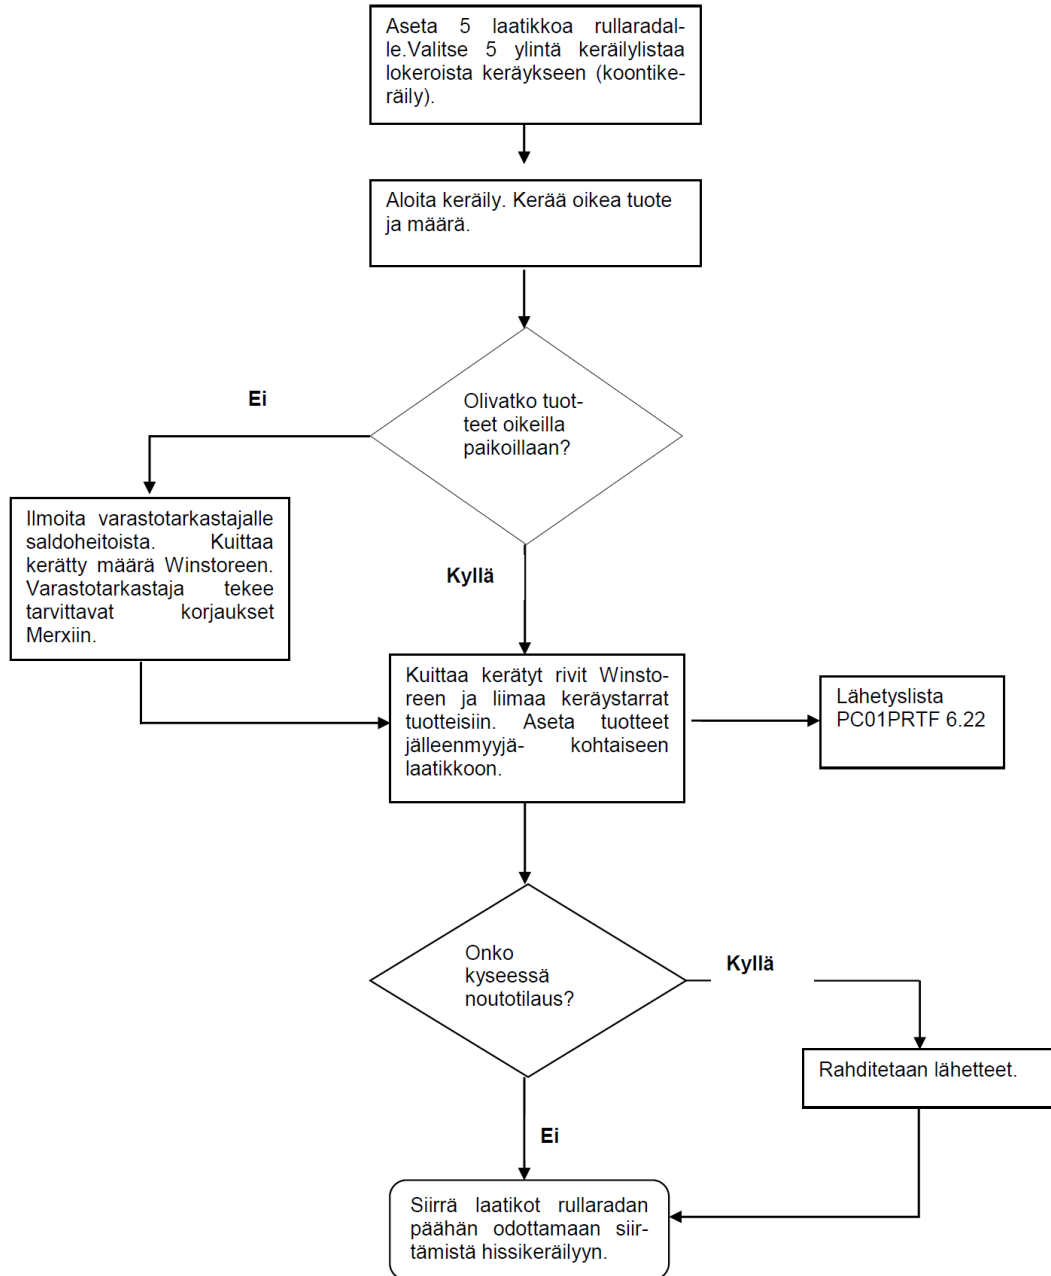 Aseta 5 laatikkoa rullaradal-
le.Valitse 5 ylintä keräilylistaa
lokeroista keräykseen (koontike-
räily).
Aloita keräily. Kerää oikea tuote
ja määrä.
Olivatko tuot-
teet oikeilla
paikoillaan?
Ei
Ilmoita varastotarkastajalle
saldoheitoista. Kuittaa
kerätty määrä Winstoreen.
Varastotarkastaja tekee
tarvittavat korjaukset
Merxiin.
Kyllä
Kuittaa kerätyt rivit Winsto-
reen ja liimaa keräystarrat
tuotteisiin. Aseta tuotteet
jälleenmyyjä- kohtaiseen
laatikkoon.
Lähetyslista
PC01PRTF 6.22
Onko
kyseessä
noutotilaus?
Kyllä
Rahditetaan lähetteet.
Ei
Siirrä laatikot rullaradan
päähän odottamaan siir-
tämistä hissikeräilyyn.